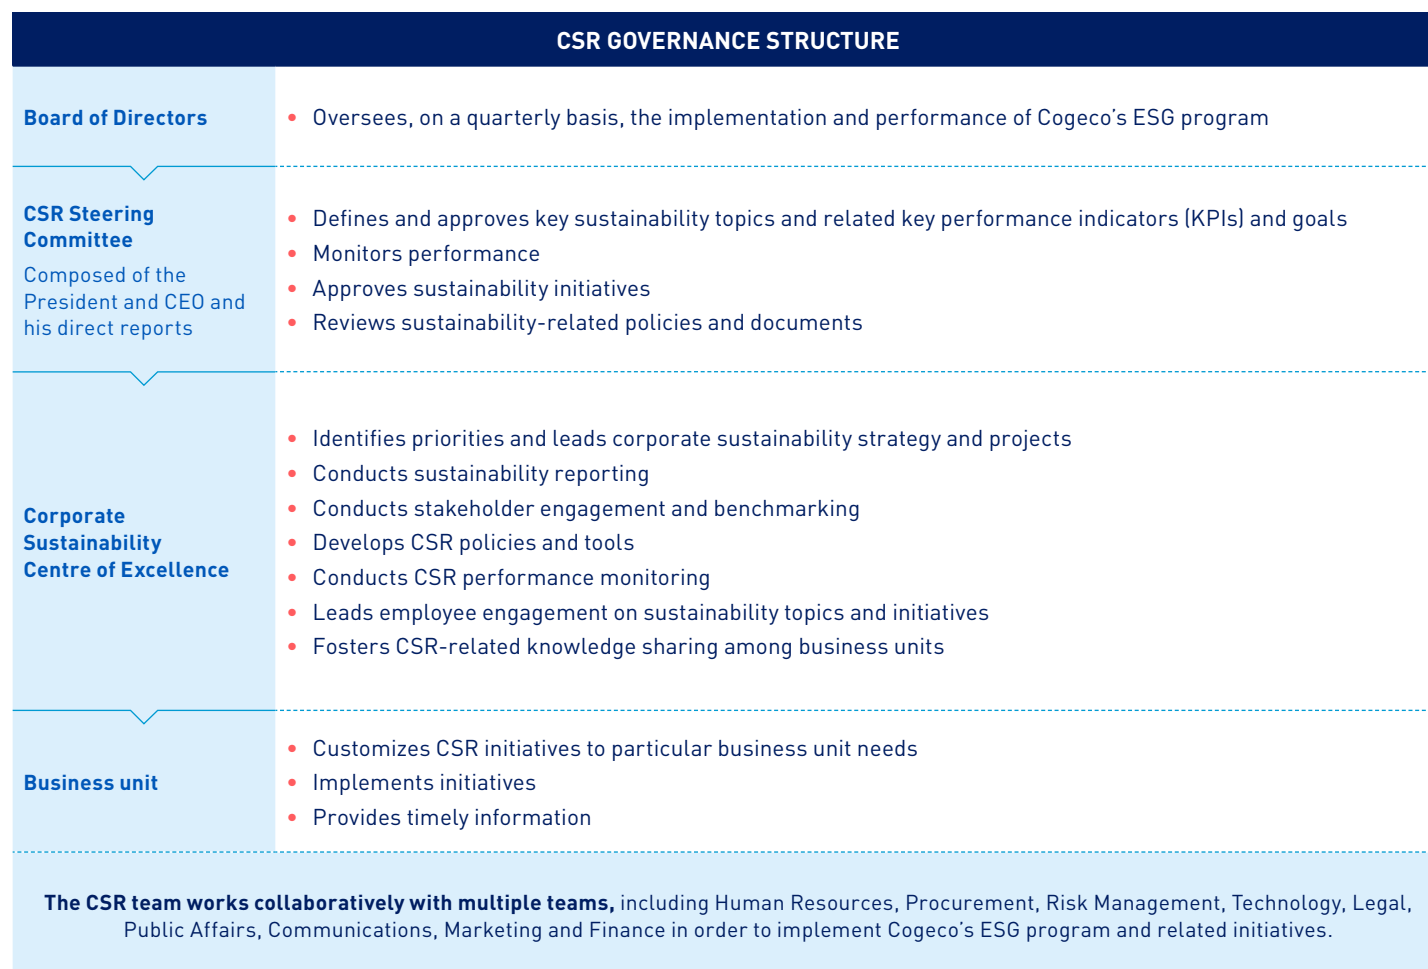 CSR GOVERNANCE STRUCTURE
Board of Directors
• Oversees, on a quarterly basis, the implementation and performance of Cogeco’s ESG program
CSR Steering
Committee
Composed of the
President and CEO and
his direct reports
• Defines and approves key sustainability topics and related key performance indicators (KPIs) and goals
• Monitors performance
• Approves sustainability initiatives
• Reviews sustainability-related policies and documents
Corporate
Sustainability
Centre of Excellence
• Identifies priorities and leads corporate sustainability strategy and projects
• Conducts sustainability reporting
• Conducts stakeholder engagement and benchmarking
• Develops CSR policies and tools
• Conducts CSR performance monitoring
• Leads employee engagement on sustainability topics and initiatives
• Fosters CSR-related knowledge sharing among business units
Business unit
• Customizes CSR initiatives to particular business unit needs
• Implements initiatives
• Provides timely information
The CSR team works collaboratively with multiple teams, including Human Resources, Procurement, Risk Management, Technology, Legal,
Public Affairs, Communications, Marketing and Finance in order to implement Cogeco’s ESG program and related initiatives.